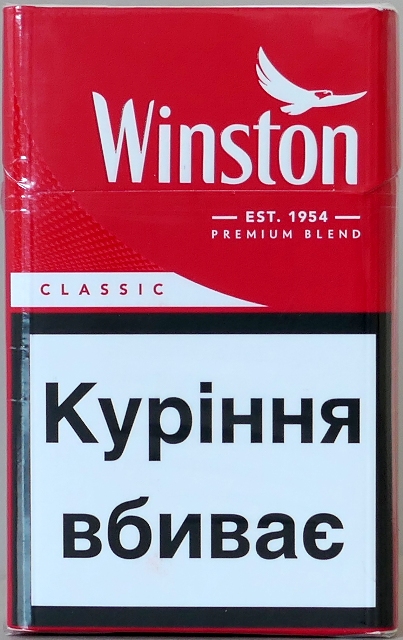 Winston
EST. 1954
PREMIUM BLEND
CLASSIC
Куріння
вбиває